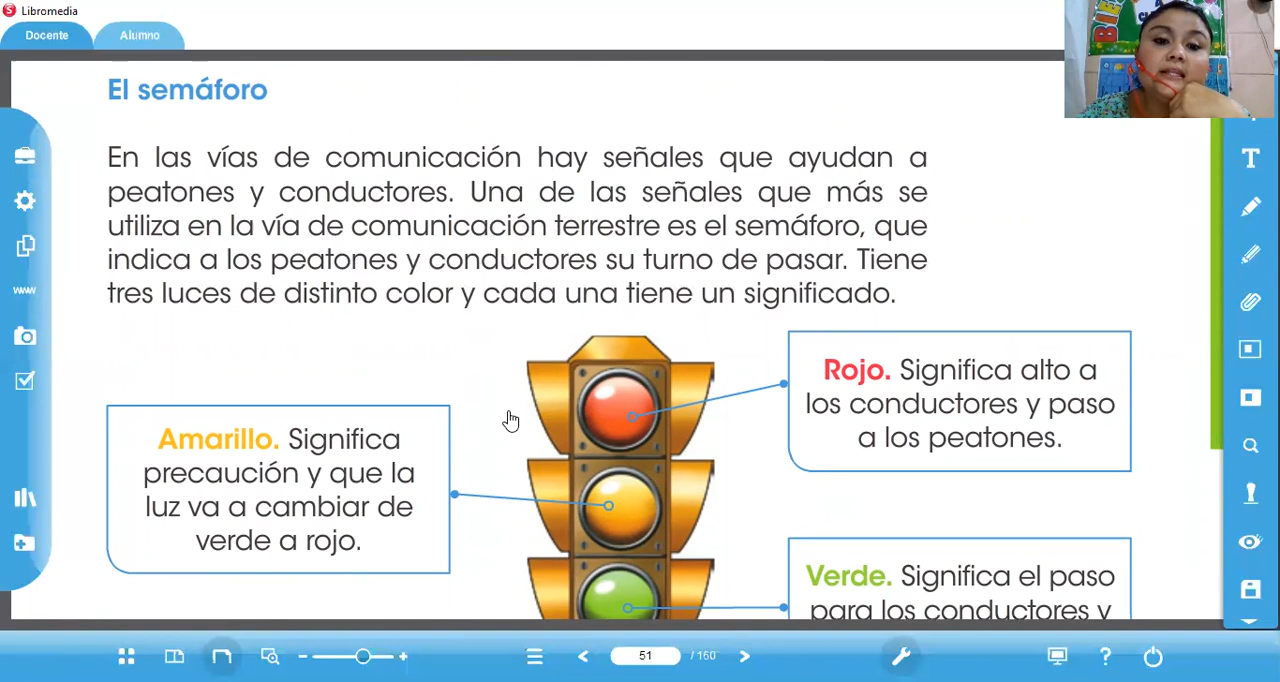 Libromedia
Docente
Alumno
El semáforo
En las vías de comunicación hay señales que ayudan a
peatones y conductores. Una de las señales que más se
utiliza en la vía de comunicación terrestre es el semáforo, que
indica a los peatones y conductores su turno de pasar. Tiene
tres luces de distinto color y cada una tiene un significado.
Rojo. Significa alto a
los conductores y paso
a los peatones.
Amarillo. Significa
precaución y que la
luz va a cambiar de
verde a rojo.
Verde. Significa el paso
para los conductores y
www
T
51
/ 160